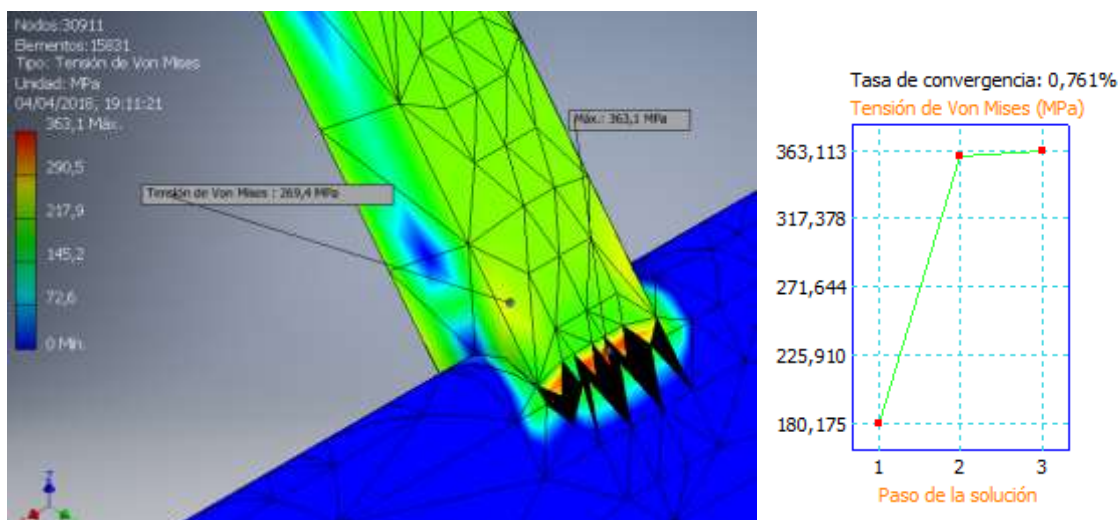 Nodos:30911
Elementos:15831
Tipo: Tensión de Von Mises
Unidad: MPa
04/04/2016, 19:11:21
363,1 Máx.
290,5
217,9
145,2
72,6
0 Mín.
Máx.: 363,1 MPa
Tensión de Von Mises : 269,4 MPa
Tasa de convergencia: 0,761%
Tensión de Von Mises (MPa)
363,113
317,378
271,644
225,910
180,175
1 2 3
Paso de la solución